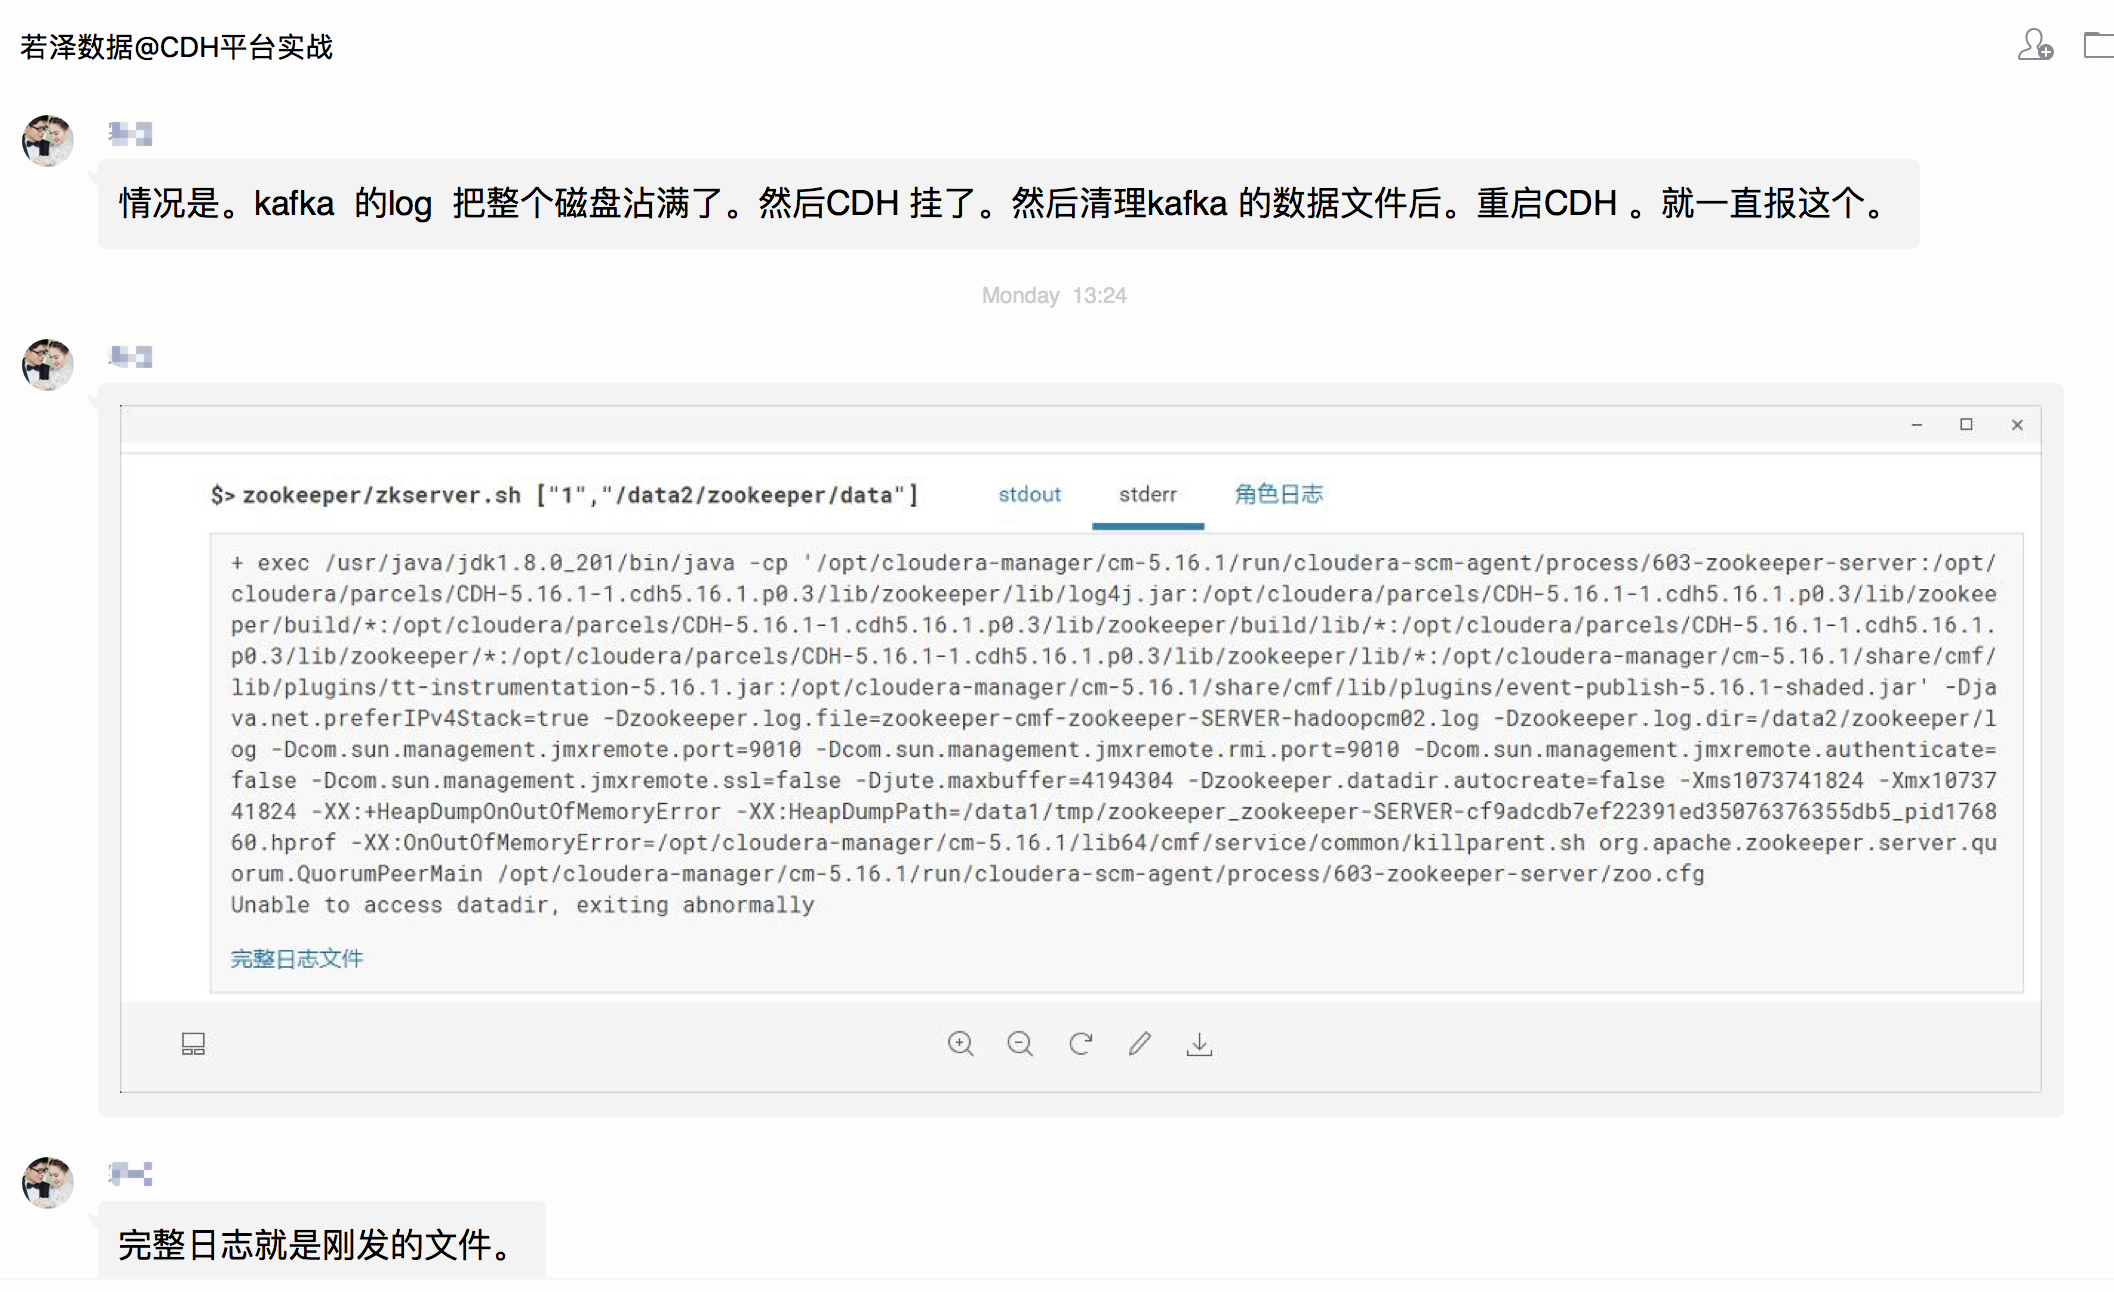 若泽数据@CDH平台实战
情况是。kafka 的log 把整个磁盘沾满了。然后CDH 挂了。然后清理kafka 的数据文件后。重启CDH 。就一直报这个。
Monday 13:24
$> zookeeper/zkserver.sh ["1","/data2/zookeeper/data"] stdout stderr 角色日志
+ exec /usr/java/jdk1.8.0_201/bin/java -cp '/opt/cloudera-manager/cm-5.16.1/run/cloudera-scm-agent/process/603-zookeeper-server:/opt/
cloudera/parcels/CDH-5.16.1-1.cdh5.16.1.p0.3/lib/zookeeper/lib/log4j.jar:/opt/cloudera/parcels/CDH-5.16.1-1.cdh5.16.1.p0.3/lib/zookee
per/build/*:/opt/cloudera/parcels/CDH-5.16.1-1.cdh5.16.1.p0.3/lib/zookeeper/build/lib/*:/opt/cloudera/parcels/CDH-5.16.1-1.cdh5.16.1.
p0.3/lib/zookeeper/*:/opt/cloudera/parcels/CDH-5.16.1-1.cdh5.16.1.p0.3/lib/zookeeper/lib/*:/opt/cloudera-manager/cm-5.16.1/share/cmf/
lib/plugins/tt-instrumentation-5.16.1.jar:/opt/cloudera-manager/cm-5.16.1/share/cmf/lib/plugins/event-publish-5.16.1-shaded.jar' -Dja
va.net.preferIPv4Stack=true -Dzookeeper.log.file=zookeeper-cmf-zookeeper-SERVER-hadoopcm02.log -Dzookeeper.log.dir=/data2/zookeeper/l
og -Dcom.sun.management.jmxremote.port=9010 -Dcom.sun.management.jmxremote.rmi.port=9010 -Dcom.sun.management.jmxremote.authenticate=
false -Dcom.sun.management.jmxremote.ssl=false -Djute.maxbuffer=4194304 -Dzookeeper.datadir.autocreate=false -Xms1073741824 -Xmx10737
41824 -XX:+HeapDumpOnOutOfMemoryError -XX:HeapDumpPath=/data1/tmp/zookeeper_zookeeper-SERVER-cf9adcdb7ef22391ed35076376355db5_pid1768
60.hprof -XX:OnOutOfMemoryError=/opt/cloudera-manager/cm-5.16.1/lib64/cmf/service/common/killparent.sh org.apache.zookeeper.server.qu
orum.QuorumPeerMain /opt/cloudera-manager/cm-5.16.1/run/cloudera-scm-agent/process/603-zookeeper-server/zoo.cfg
Unable to access datadir, exiting abnormally
完整日志文件
完整日志就是刚发的文件。